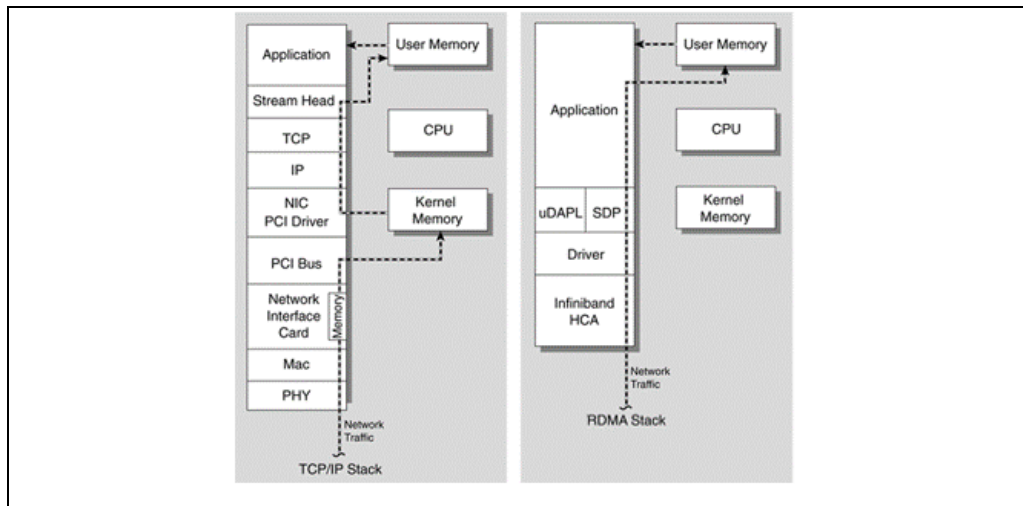 Application
User Memory
Stream Head
TCP
CPU
IP
NIC
PCI Driver
Kernel
Memory
PCI Bus
Network
Interface
Card
Memory
Mac
PHY
Network
Traffic
TCP/IP Stack
User Memory
Application
CPU
uDAPL
SDP
Kernel
Memory
Driver
Infiniband
HCA
Network
Traffic
RDMA Stack